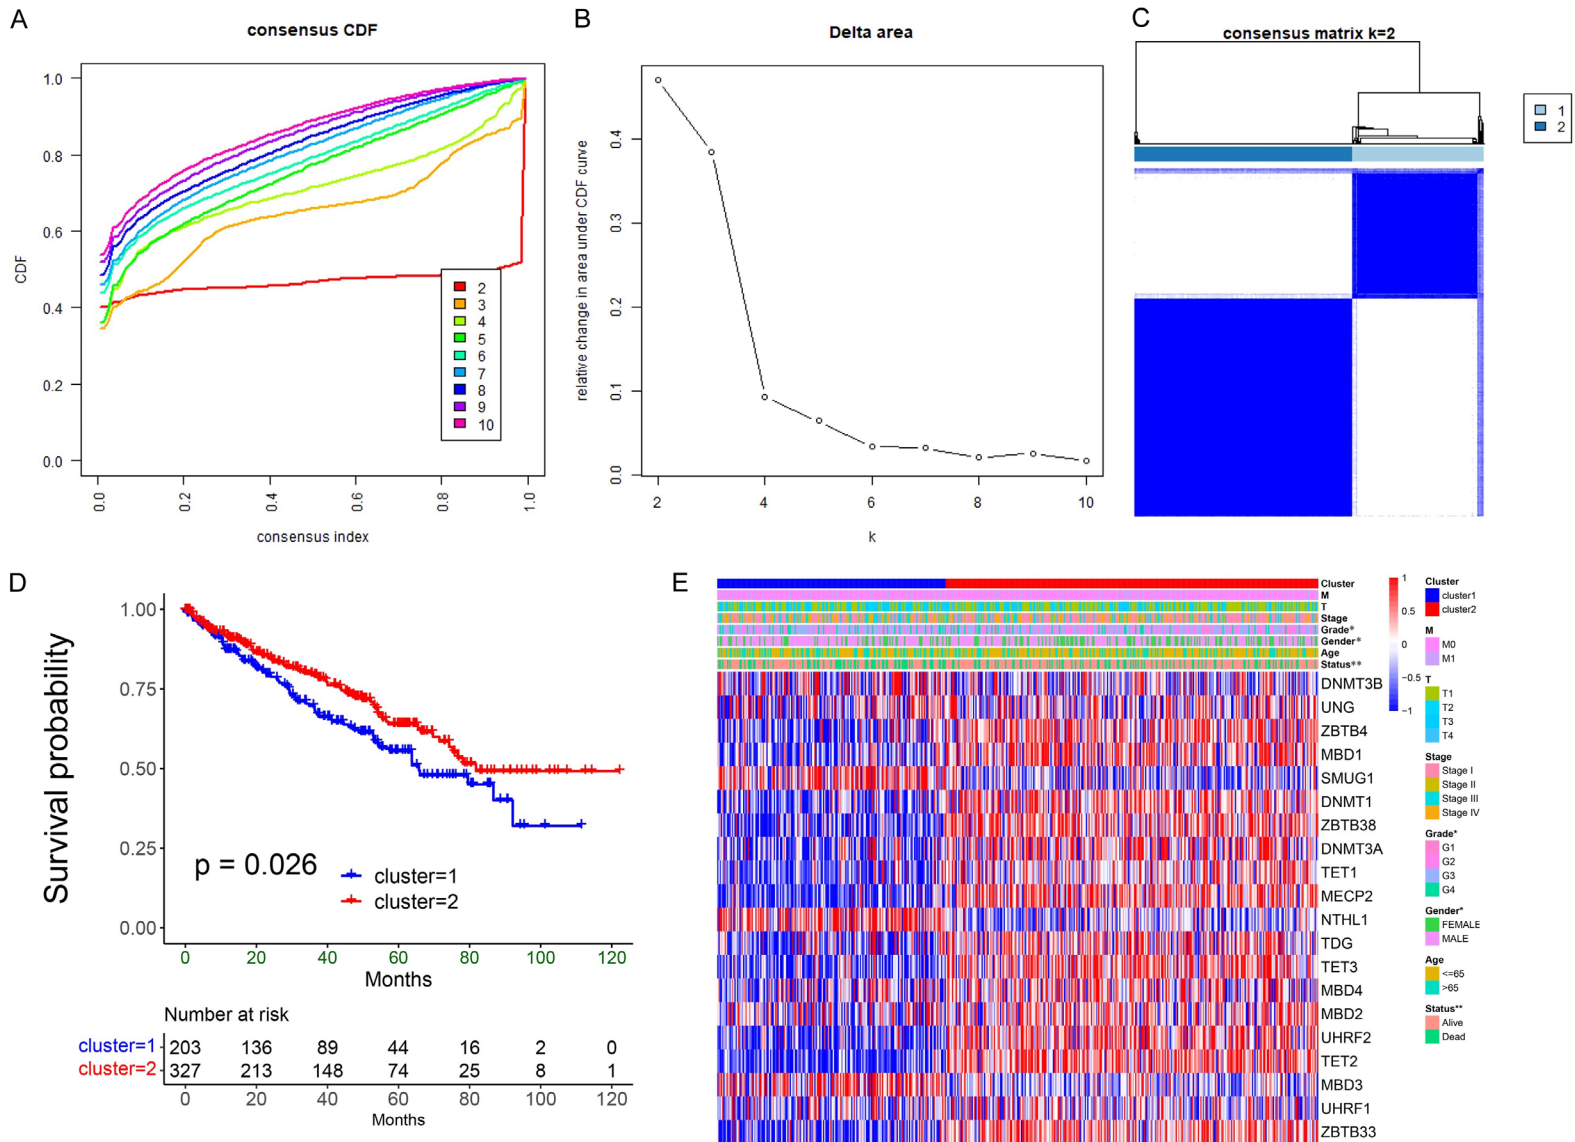 A
consensus CDF
1.0
0.8
0.6
0.4
0.2
0.0
CDF
0.0
0.2
0.4
0.6
0.8
1.0
consensus index
2
3
4
5
6
7
8
9
10
B
Delta area
relative change in area under CDF curve
0.4
0.3
0.2
0.1
0.0
2
4
6
8
10
k
C
consensus matrix k=2
1
2
D
Survival probability
1.00
0.75
0.50
0.25
0.00
p = 0.026
cluster=1
cluster=2
0
20
40
60
80
100
120
Months
Number at risk
cluster=1 203 136 89 44 16 2 0
cluster=2 327 213 148 74 25 8 1
0 20 40 60 80 100 120
Months
E
Cluster
M
T
Stage
Grade*
Gender*
Age
Status**
DNMT3B
UNG
ZBTB4
MBD1
SMUG1
DNMT1
ZBTB38
DNMT3A
TET1
MECP2
NTHL1
TDG
TET3
MBD4
MBD2
UHRF2
TET2
MBD3
UHRF1
ZBTB33
1
0.5
0
−0.5
−1
Cluster
cluster1
cluster2
M
M0
M1
T
T1
T2
T3
T4
Stage
Stage I
Stage II
Stage III
Stage IV
Grade*
G1
G2
G3
G4
Gender*
FEMALE
MALE
Age
<=65
>65
Status**
Alive
Dead